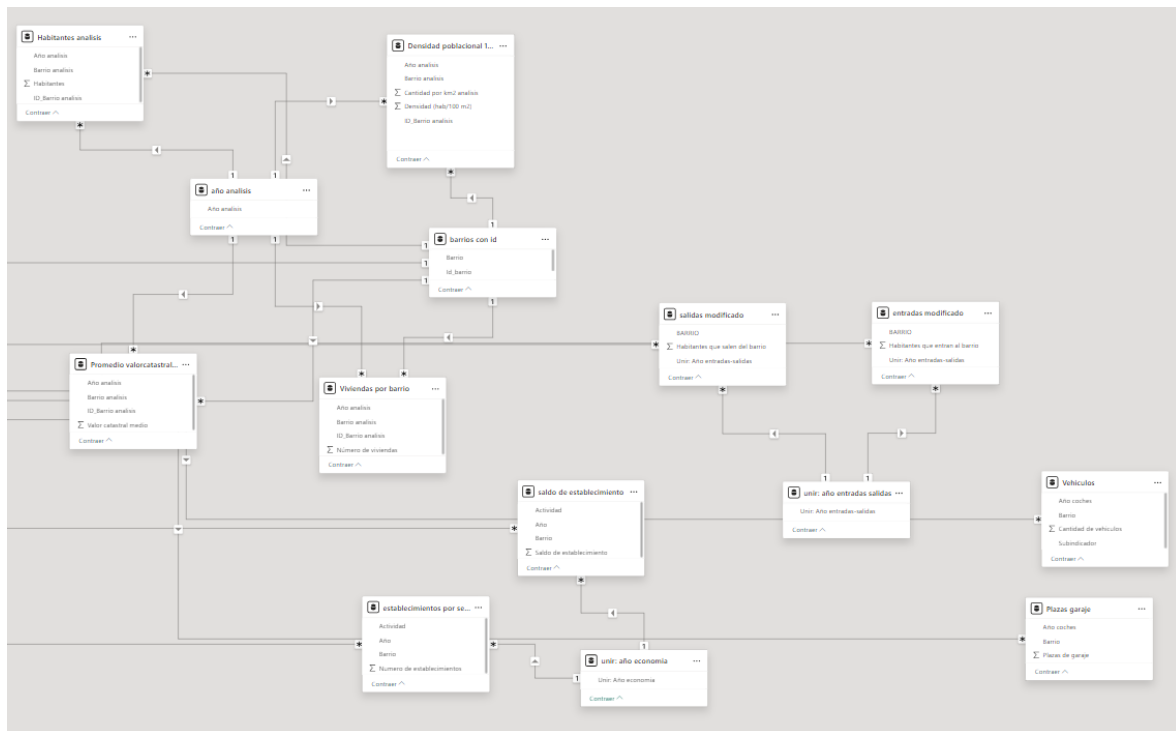 Habitantes analisis ...
Año analisis
Barrio analisis
Σ Habitantes
ID_Barrio analisis
Contraer
Densidad poblacional 1... ...
Año analisis
Barrio analisis
Σ Cantidad por km2 analisis
Σ Densidad (hab/100 m2)
ID_Barrio analisis
Contraer
año analisis ...
Año analisis
Contraer
barrios con id ...
Barrio
Id_barrio
Contraer
salidas modificado ...
BARRIO
Σ Habitantes que salen del barrio
Unir: Año entradas-salidas
Contraer
entradas modificado ...
BARRIO
Σ Habitantes que entran al barrio
Unir: Año entradas-salidas
Contraer
Promedio valorcatastral... ...
Año analisis
Barrio analisis
ID_Barrio analisis
Σ Valor catastral medio
Contraer
Viviendas por barrio ...
Año analisis
Barrio analisis
ID_Barrio analisis
Σ Número de viviendas
Contraer
saldo de establecimiento ...
Actividad
Año
Barrio
Σ Saldo de establecimiento
Contraer
unir: año entradas salidas ...
Unir: Año entradas-salidas
Contraer
Vehiculos ...
Año coches
Barrio
Σ Cantidad de vehiculos
Subindicador
Contraer
establecimientos por se... ...
Actividad
Año
Barrio
Σ Numero de establecimientos
Contraer
unir: año economia ...
Unir: Año economia
Contraer
Plazas garaje ...
Año coches
Barrio
Σ Plazas de garaje
Contraer